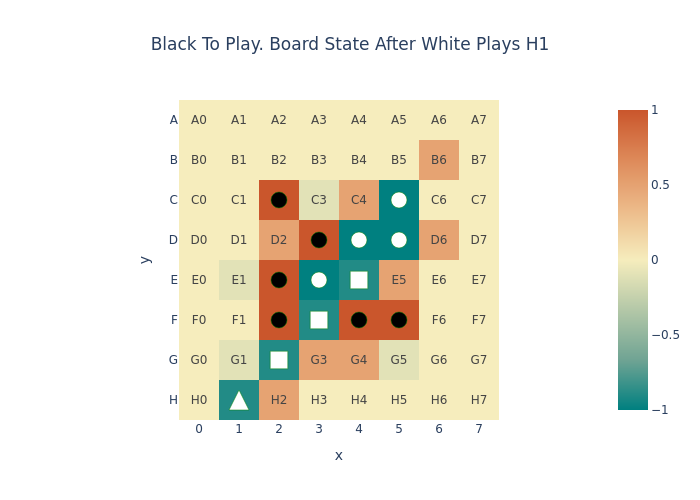 Black To Play. Board State After White Plays H1
A A0 A1 A2 A3 A4 A5 A6 A7 1
B B0 B1 B2 B3 B4 B5 B6 B7
C C0 C1 C3 C4 C6 C7 0.5
D D0 D1 D2 D6 D7
y 0
E E0 E1 E5 E6 E7
F F0 F1 F6 F7 −0.5
G G0 G1 G3 G4 G5 G6 G7
H H0 H2 H3 H4 H5 H6 H7 −1
0 1 2 3 4 5 6 7
x